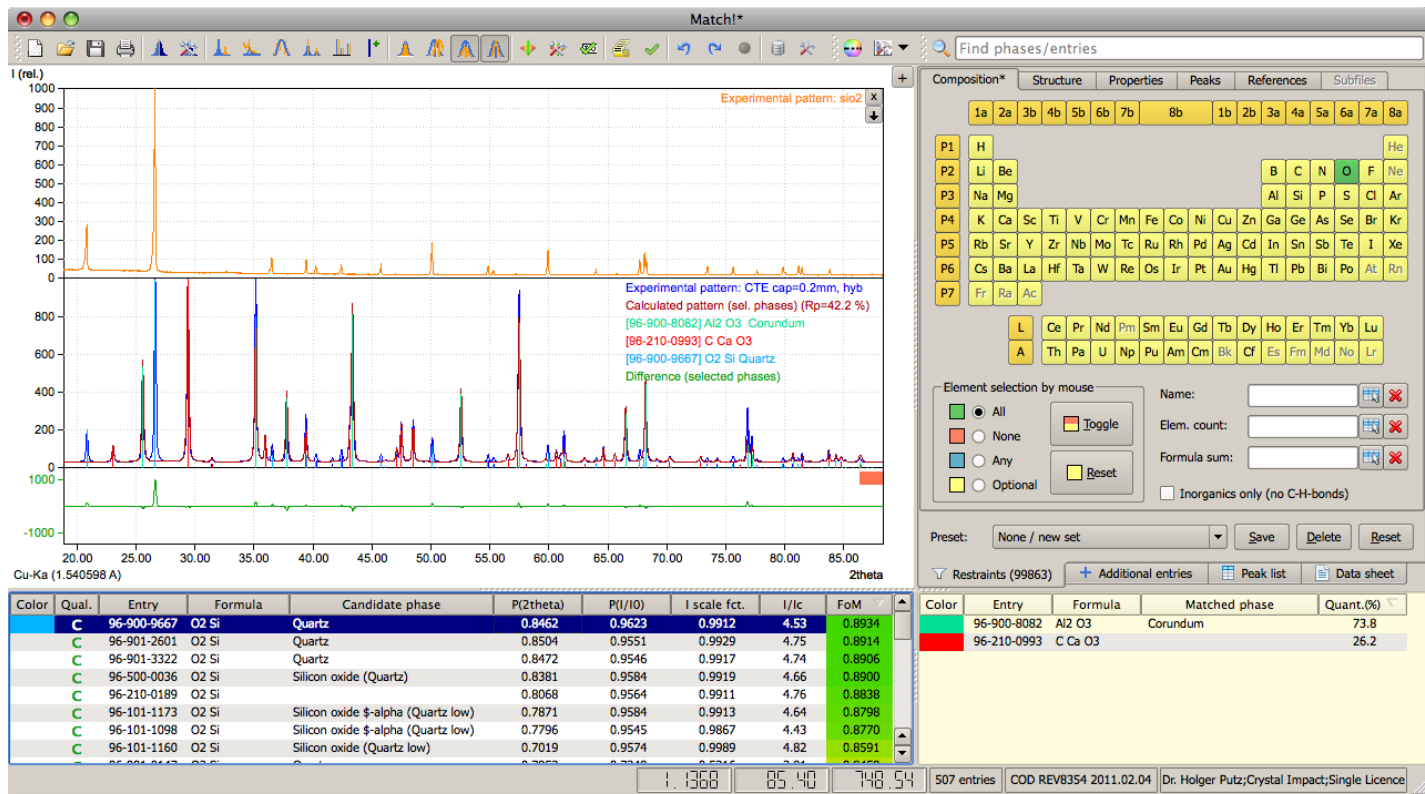 Match!*
Find phases/entries
I (rel.)
1000
900
800
700
600
500
400
300
200
100
0
Experimental pattern: sio2
x
+
800
600
400
200
0
1000
-1000
Experimental pattern: CTE cap=0.2mm, hyb
Calculated pattern (sel. phases) (Rp=42.2 %)
[96-900-8082] Al2 O3 Corundum
[96-210-0993] C Ca O3
[96-900-9667] O2 Si Quartz
Difference (selected phases)
20.00 25.00 30.00 35.00 40.00 45.00 50.00 55.00 60.00 65.00 70.00 75.00 80.00 85.00
Cu-Ka (1.540598 A) 2theta
Composition* Structure Properties Peaks References Subfiles
1a 2a 3b 4b 5b 6b 7b 8b 1b 2b 3a 4a 5a 6a 7a 8a
P1 H He
P2 Li Be B C N O F Ne
P3 Na Mg Al Si P S Cl Ar
P4 K Ca Sc Ti V Cr Mn Fe Co Ni Cu Zn Ga Ge As Se Br Kr
P5 Rb Sr Y Zr Nb Mo Tc Ru Rh Pd Ag Cd In Sn Sb Te I Xe
P6 Cs Ba La Hf Ta W Re Os Ir Pt Au Hg Tl Pb Bi Po At Rn
P7 Fr Ra Ac
L Ce Pr Nd Pm Sm Eu Gd Tb Dy Ho Er Tm Yb Lu
A Th Pa U Np Pu Am Cm Bk Cf Es Fm Md No Lr
Element selection by mouse
All
None
Any
Optional
Toggle
Reset
Name:
Elem. count:
Formula sum:
Inorganics only (no C-H-bonds)
Preset: None / new set Save Delete Reset
Restraints (99863) Additional entries Peak list Data sheet
Color Qual. Entry Formula Candidate phase P(2theta) P(I/I0) I scale fct. I/Ic FoM
C 96-900-9667 O2 Si Quartz 0.8462 0.9623 0.9912 4.53 0.8934
C 96-901-2601 O2 Si Quartz 0.8504 0.9551 0.9929 4.75 0.8914
C 96-901-3322 O2 Si Quartz 0.8472 0.9546 0.9917 4.74 0.8906
C 96-500-0036 O2 Si Silicon oxide (Quartz) 0.8381 0.9584 0.9919 4.66 0.8900
C 96-210-0189 O2 Si 0.8068 0.9564 0.9911 4.76 0.8838
C 96-101-1173 O2 Si Silicon oxide $-alpha (Quartz low) 0.7871 0.9584 0.9913 4.64 0.8798
C 96-101-1098 O2 Si Silicon oxide $-alpha (Quartz low) 0.7796 0.9545 0.9867 4.43 0.8770
C 96-101-1160 O2 Si Silicon oxide (Quartz low) 0.7019 0.9574 0.9989 4.82 0.8591
Color Entry Formula Matched phase Quant.(%)
96-900-8082 Al2 O3 Corundum 73.8
96-210-0993 C Ca O3 26.2
1.1360 85.40 748.54 507 entries COD REV8354 2011.02.04 Dr. Holger Putz;Crystal Impact;Single Licence